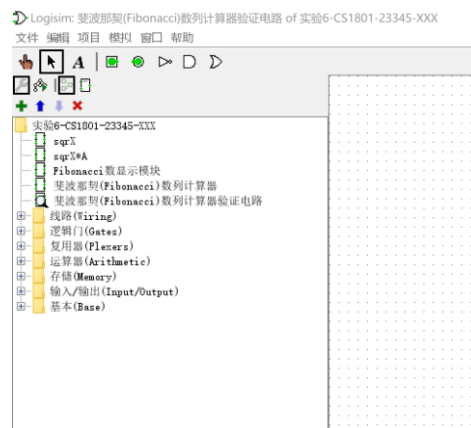 Logisim: 斐波那契(Fibonacci)数列计算器验证电路 of 实验6-CS1801-23345-XXX
文件 编辑 项目 模拟 窗口 帮助
A
实验6-CS1801-23345-XXX
sqrX
sqrX*A
Fibonacci数显示模块
斐波那契(Fibonacci)数列计算器
斐波那契(Fibonacci)数列计算器验证电路
线路(Wiring)
逻辑门(Gates)
复用器(Plexers)
运算器(Arithmetic)
存储(Memory)
输入/输出(Input/Output)
基本(Base)